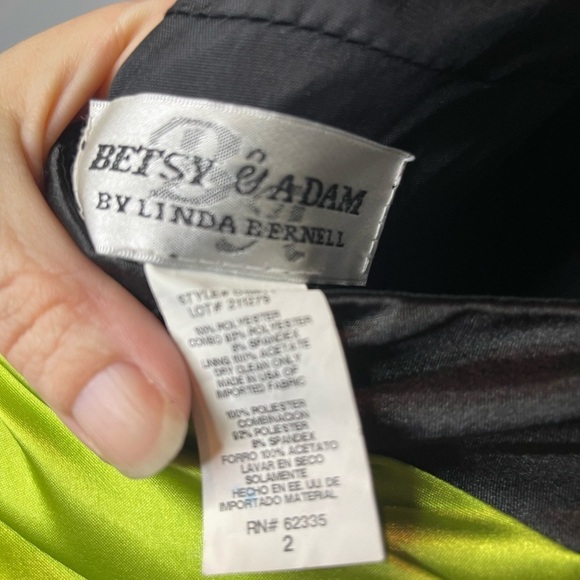 BETSY & ADAM
BY LINDA BERNELL
STYLE#
LOT#
100% POLYESTER
COMBO 92% POLYESTER
8% SPANDEX
LINING 100% ACETATE
DRY CLEAN ONLY
MADE IN USA OF
IMPORTED FABRIC
100% POLIESTER
COMBINACION
92% POLIESTER
8% SPANDEX
FORRO 100% ACETATO
LAVAR EN SECO
SOLAMENTE
HECHO EN EE. UU. DE
IMPORTADO MATERIAL
RN# 62335
2